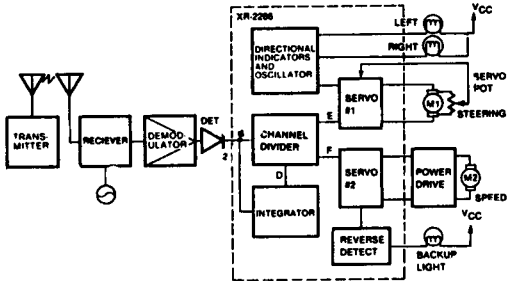 XR-2266
LEFT
VCC
RIGHT
DIRECTIONAL
INDICATORS
AND
OSCILLATOR
SERVO
POT
SERVO
#1
M1
STEERING
E
DET
TRANS-
MITTER
RECIEVER
DEMOD-
ULATOR
2
CHANNEL
DIVIDER
F
D
SERVO
#2
POWER
DRIVE
M2
SPEED
INTEGRATOR
VCC
REVERSE
DETECT
BACKUP
LIGHT